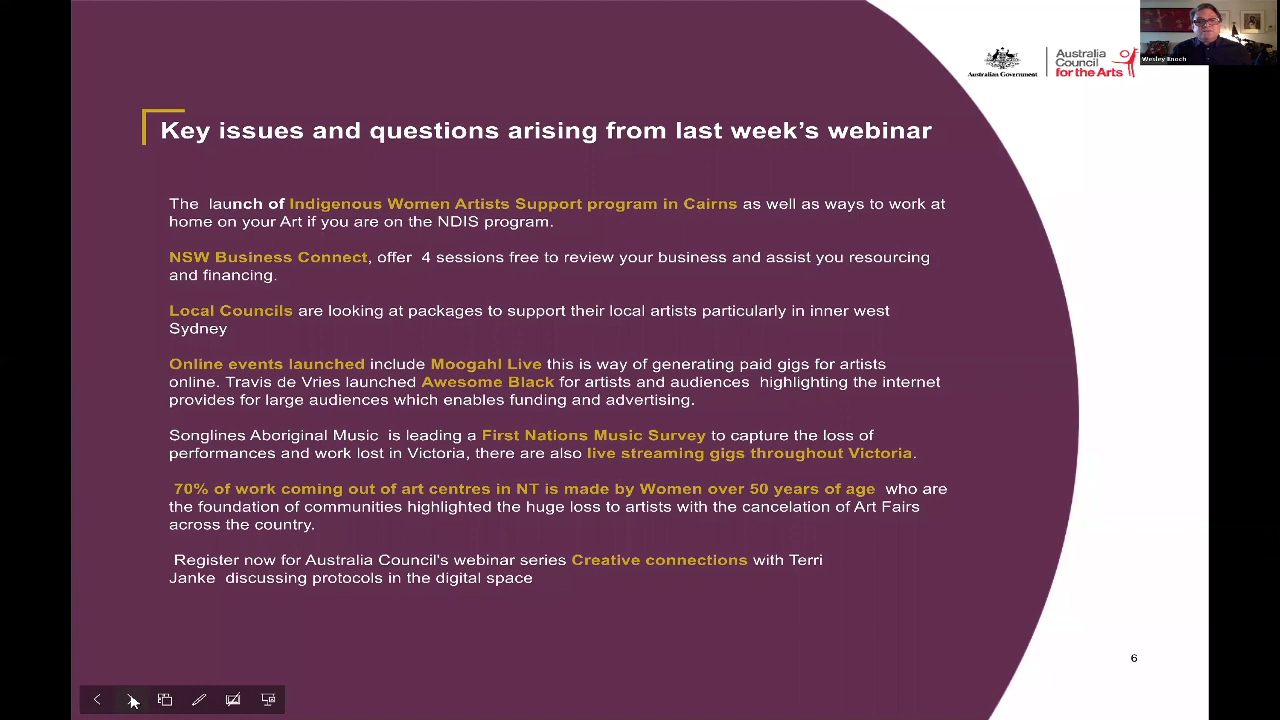 Australian Government
Australia
Council
for the Arts
Wesley Enoch
Key issues and questions arising from last week's webinar
The launch of Indigenous Women Artists Support program in Cairns as well as ways to work at
home on your Art if you are on the NDIS program.
NSW Business Connect, offer 4 sessions free to review your business and assist you resourcing
and financing.
Local Councils are looking at packages to support their local artists particularly in inner west
Sydney
Online events launched include Moogahl Live this is way of generating paid gigs for artists
online. Travis de Vries launched Awesome Black for artists and audiences highlighting the internet
provides for large audiences which enables funding and advertising.
Songlines Aboriginal Music is leading a First Nations Music Survey to capture the loss of
performances and work lost in Victoria, there are also live streaming gigs throughout Victoria.
70% of work coming out of art centres in NT is made by Women over 50 years of age who are
the foundation of communities highlighted the huge loss to artists with the cancelation of Art Fairs
across the country.
Register now for Australia Council's webinar series Creative connections with Terri
Janke discussing protocols in the digital space
6